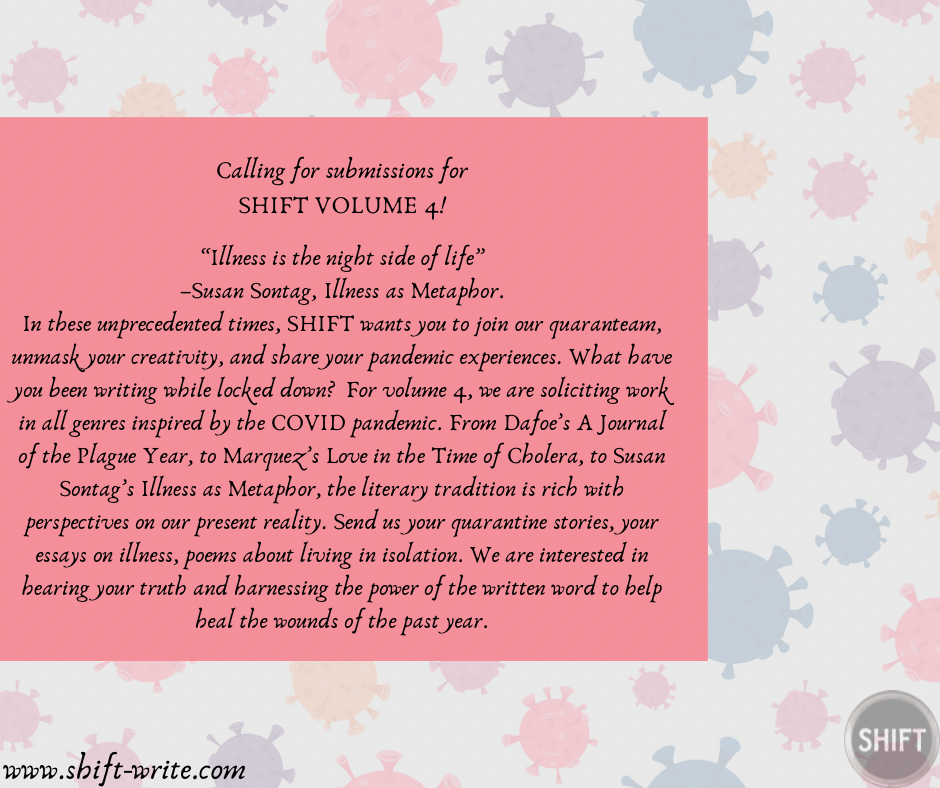 Calling for submissions for
SHIFT VOLUME 4!
“Illness is the night side of life”
–Susan Sontag, Illness as Metaphor.
In these unprecedented times, SHIFT wants you to join our quaranteam,
unmask your creativity, and share your pandemic experiences. What have
you been writing while locked down? For volume 4, we are soliciting work
in all genres inspired by the COVID pandemic. From Dafoe’s A Journal
of the Plague Year, to Marquez’s Love in the Time of Cholera, to Susan
Sontag’s Illness as Metaphor, the literary tradition is rich with
perspectives on our present reality. Send us your quarantine stories, your
essays on illness, poems about living in isolation. We are interested in
hearing your truth and harnessing the power of the written word to help
heal the wounds of the past year.
www.shift-write.com
SHIFT